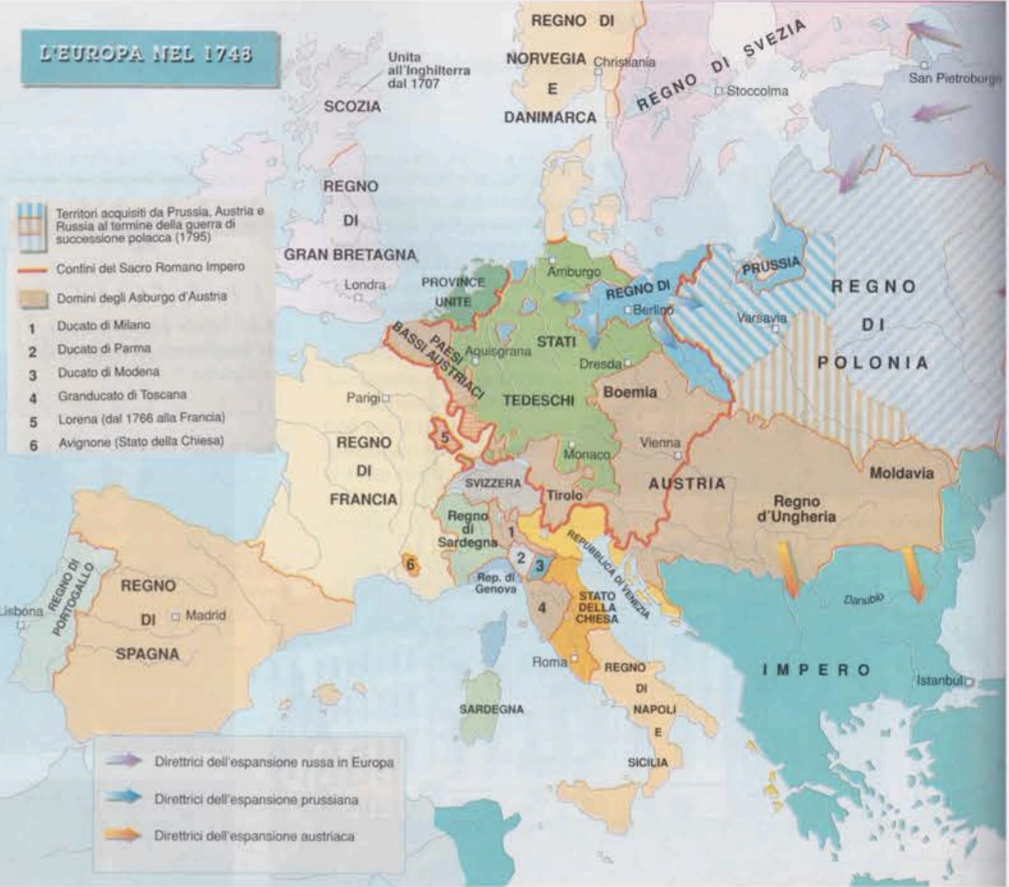 L'EUROPA NEL 1748
Unita
all'Inghilterra
dal 1707
SCOZIA
REGNO DI
NORVEGIA
E
DANIMARCA
Christiania
REGNO DI SVEZIA
Stoccolma
San Pietroburgo
Territori acquisiti da Prussia, Austria e
Russia al termine della guerra di
successione polacca (1795)
Confini del Sacro Romano Impero
Domini degli Asburgo d'Austria
1 Ducato di Milano
2 Ducato di Parma
3 Ducato di Modena
4 Granducato di Toscana
5 Lorena (dal 1766 alla Francia)
6 Avignone (Stato della Chiesa)
REGNO
DI
GRAN BRETAGNA
Londra
PROVINCE
UNITE
PAESI
BASSI AUSTRIACI
Aquisgrana
Amburgo
REGNO DI
PRUSSIA
Berlino
STATI
TEDESCHI
Dresda
Varsavia
REGNO
DI
POLONIA
Boemia
Parigi
REGNO
DI
FRANCIA
5
Monaco
Vienna
AUSTRIA
SVIZZERA
Tirolo
Moldavia
Regno
d'Ungheria
Regno
di
Sardegna
1
2
3
4
6
REPUBBLICA DI VENEZIA
Rep. di
Genova
STATO
DELLA
CHIESA
Roma
REGNO
DI
NAPOLI
E
SICILIA
SARDEGNA
REGNO DI
PORTOGALLO
Lisbona
REGNO
DI
SPAGNA
Madrid
Danubio
IMPERO
Istanbul
Direttrici dell'espansione russa in Europa
Direttrici dell'espansione prussiana
Direttrici dell'espansione austriaca